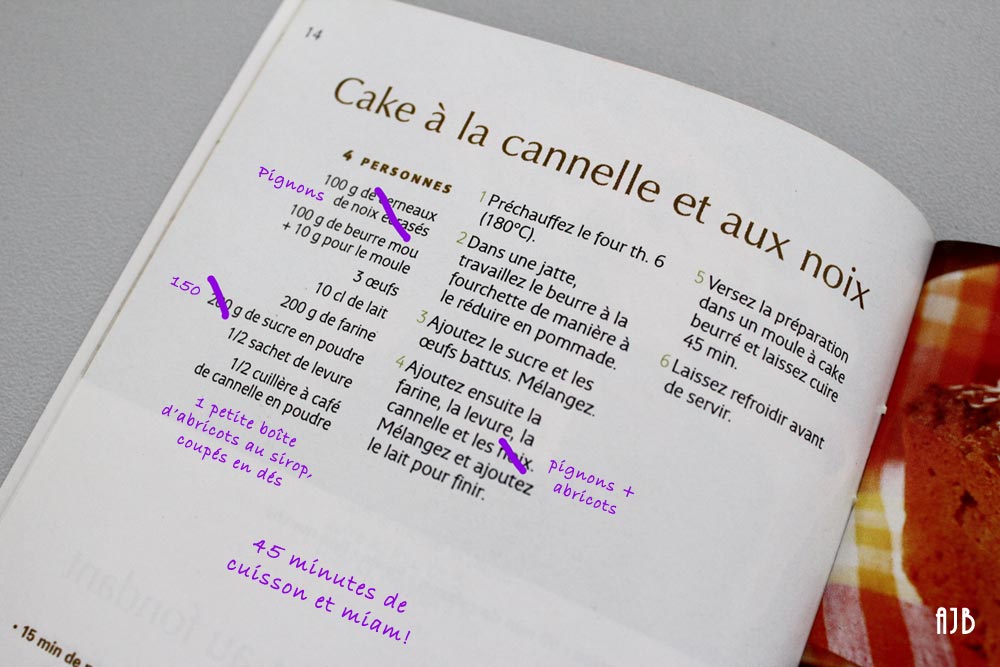 14
Cake à la cannelle et aux noix
4 PERSONNES
Pignons
100 g de cerneaux
de noix écrasés
100 g de beurre mou
+ 10 g pour le moule
3 œufs
10 cl de lait
200 g de farine
150
200 g de sucre en poudre
1/2 sachet de levure
1/2 cuillère à café
de cannelle en poudre
1 petite boîte
d'abricots au sirop,
coupés en dés
1 Préchauffez le four th. 6
(180°C).
2 Dans une jatte,
travaillez le beurre à la
fourchette de manière à
le réduire en pommade.
3 Ajoutez le sucre et les
œufs battus. Mélangez.
4 Ajoutez ensuite la
farine, la levure, la
cannelle et les noix.
Mélangez et ajoutez
le lait pour finir.
pignons +
abricots
5 Versez la préparation
dans un moule à cake
beurré et laissez cuire
45 min.
6 Laissez refroidir avant
de servir.
45 minutes de
cuisson et miam!
• 15 min de
AJB